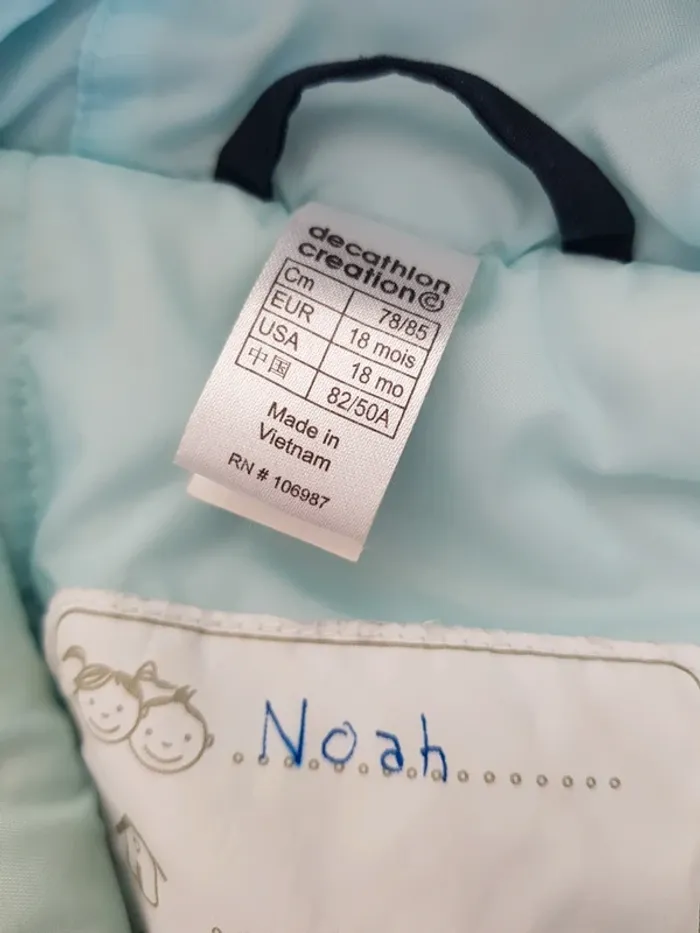 decathlon
creation
Cm 78/85
EUR 18 mois
USA 18 mo
中国 82/50A
Made in
Vietnam
RN # 106987
Noah